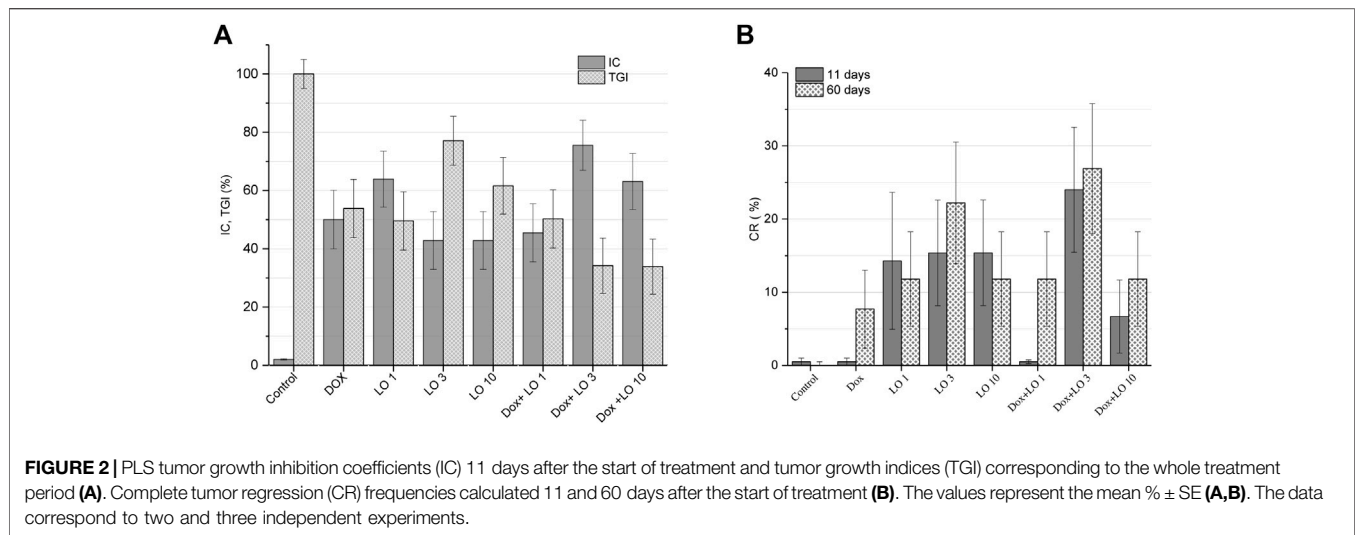 A
IC
TGI
100
80
60
40
20
0
IC, TGI (%)
Control
DOX
LO 1
LO 3
LO 10
Dox+ LO 1
Dox+ LO 3
Dox +LO 10
B
11 days
60 days
40
30
20
10
0
CR ( %)
Control
Dox
LO 1
LO 3
LO 10
Dox+LO 1
Dox+LO 3
Dox+LO 10
FIGURE 2 | PLS tumor growth inhibition coefficients (IC) 11 days after the start of treatment and tumor growth indices (TGI) corresponding to the whole treatment
period (A). Complete tumor regression (CR) frequencies calculated 11 and 60 days after the start of treatment (B). The values represent the mean % ± SE (A,B). The data
correspond to two and three independent experiments.